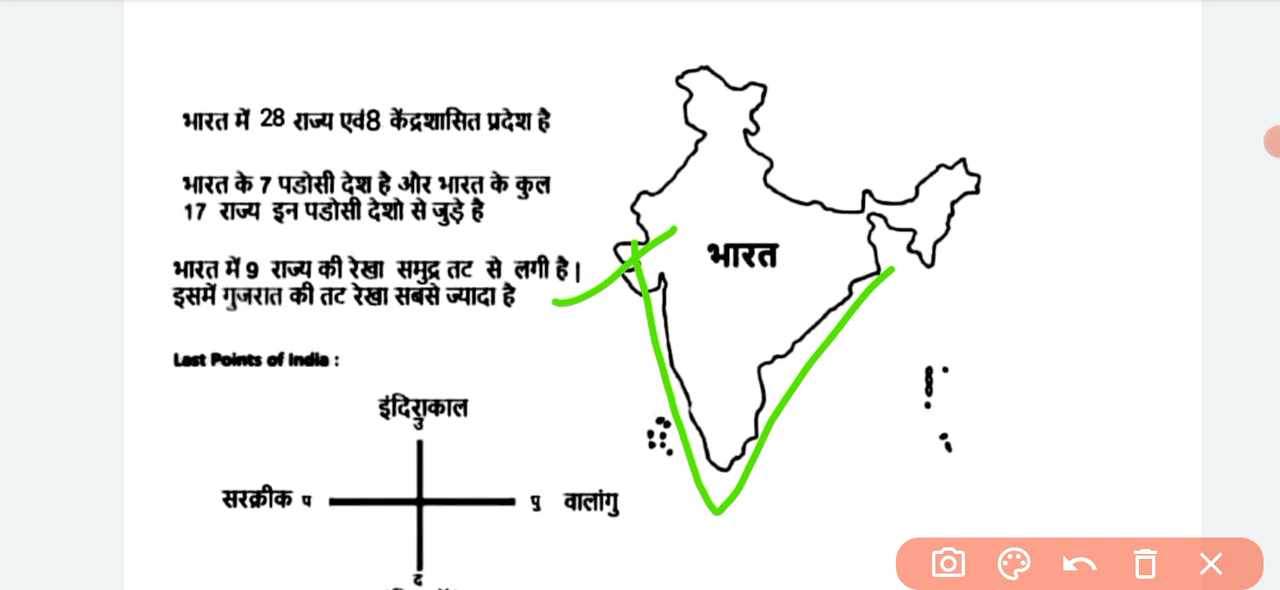 भारत में 28 राज्य एवं8 केंद्रशासित प्रदेश है
भारत के 7 पडोसी देश है और भारत के कुल
17 राज्य इन पडोसी देशो से जुड़े है
भारत में 9 राज्य की रेखा समुद्र तट से लगी है|
इसमें गुजरात की तट रेखा सबसे ज्यादा है
भारत
Last Points of India :
इंदिराकाल
उ
सरक्रीक प
पु वालांगु
द